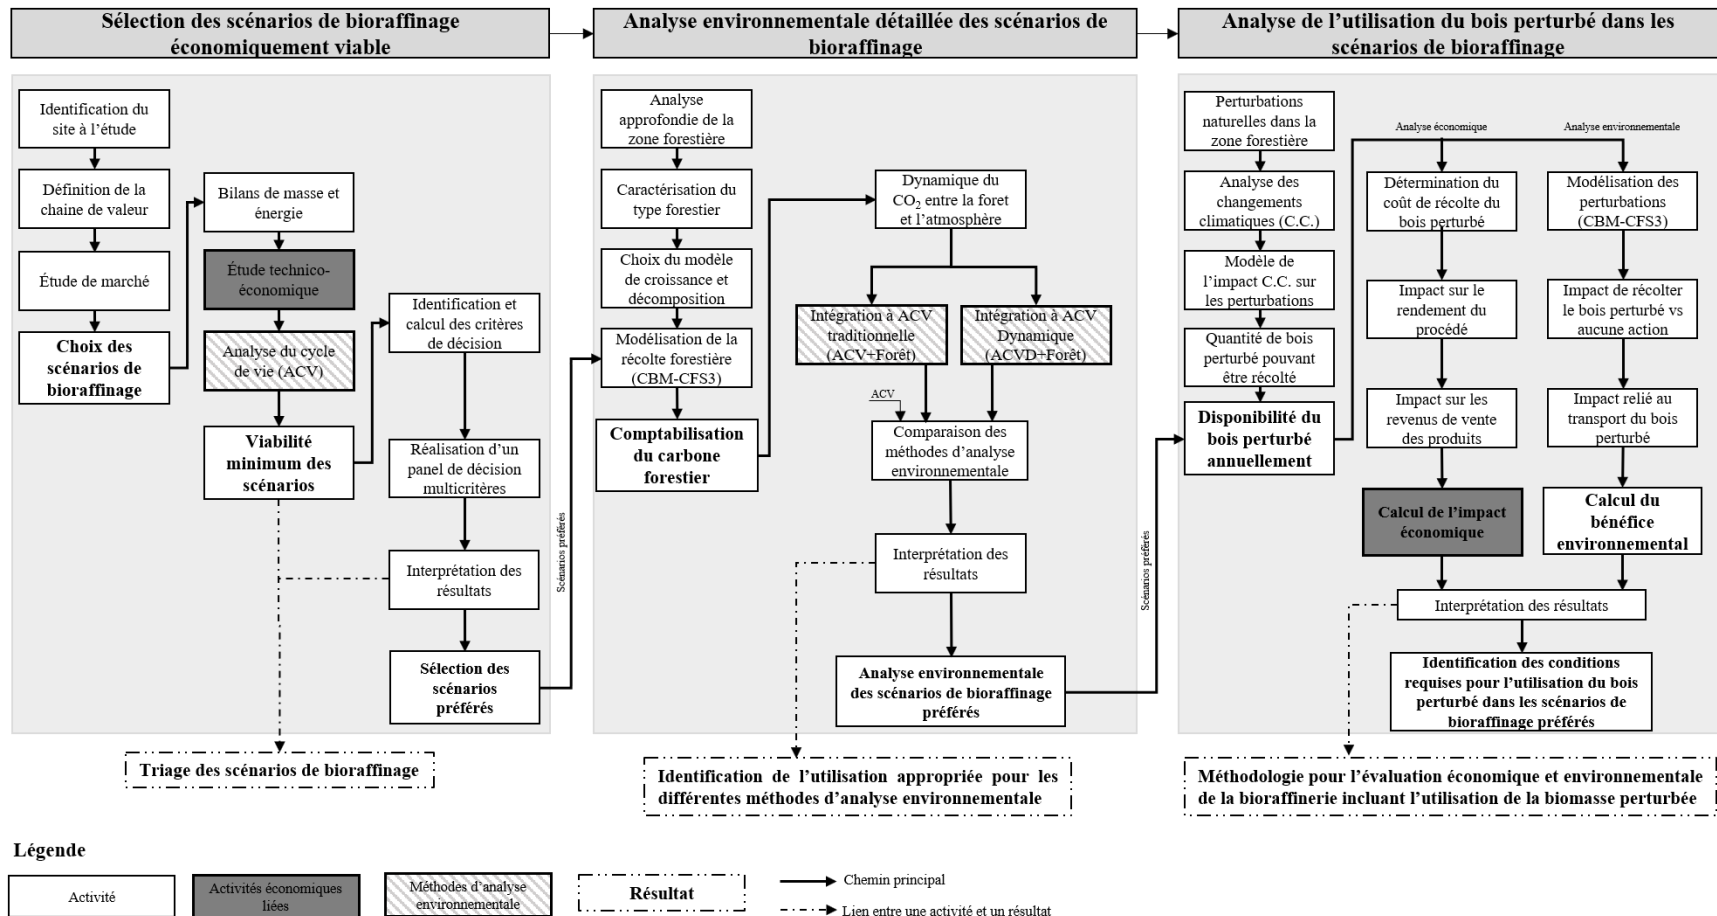 Sélection des scénarios de bioraffinage
économiquement viable
Analyse environnementale détaillée des scénarios de
bioraffinage
Analyse de l'utilisation du bois perturbé dans les
scénarios de bioraffinage
Identification du
site à l'étude
Définition de la
chaine de valeur
Étude de marché
Choix des
scénarios de
bioraffinage
Bilans de masse et
énergie
Étude technico-
économique
Analyse du cycle
de vie (ACV)
Viabilité
minimum des
scénarios
Identification et
calcul des critères
de décision
Réalisation d'un
panel de décision
multicritères
Interprétation des
résultats
Sélection des
scénarios
préférés
Triage des scénarios de bioraffinage
Scénarios préférés
Analyse
approfondie de la
zone forestière
Caractérisation du
type forestier
Choix du modèle
de croissance et
décomposition
Modélisation de la
récolte forestière
(CBM-CFS3)
Comptabilisation
du carbone
forestier
Dynamique du
CO₂ entre la foret
et l'atmosphère
Intégration à ACV
traditionnelle
(ACV+Forêt)
Intégration à ACV
Dynamique
(ACVD+Forêt)
ACV
Comparaison des
méthodes d'analyse
environnementale
Interprétation des
résultats
Analyse environnementale
des scénarios de bioraffinage
préférés
Identification de l'utilisation appropriée pour les
différentes méthodes d'analyse environnementale
Scénarios préférés
Perturbations
naturelles dans la
zone forestière
Analyse des
changements
climatiques (C.C.)
Modèle de
l'impact C.C. sur
les perturbations
Quantité de bois
perturbé pouvant
être récolté
Disponibilité du
bois perturbé
annuellement
Analyse économique
Détermination du
coût de récolte du
bois perturbé
Impact sur le
rendement du
procédé
Impact sur les
revenus de vente
des produits
Calcul de l'impact
économique
Analyse environnementale
Modélisation des
perturbations
(CBM-CFS3)
Impact de récolter
le bois perturbé vs
aucune action
Impact relié au
transport du bois
perturbé
Calcul du
bénéfice
environnemental
Interprétation des résultats
Identification des conditions
requises pour l'utilisation du bois
perturbé dans les scénarios de
bioraffinage préférés
Méthodologie pour l'évaluation économique et environnementale
de la bioraffinerie incluant l'utilisation de la biomasse perturbée
Légende
Activité
Activités économiques
liées
Méthodes d'analyse
environnementale
Résultat
Chemin principal
Lien entre une activité et un résultat